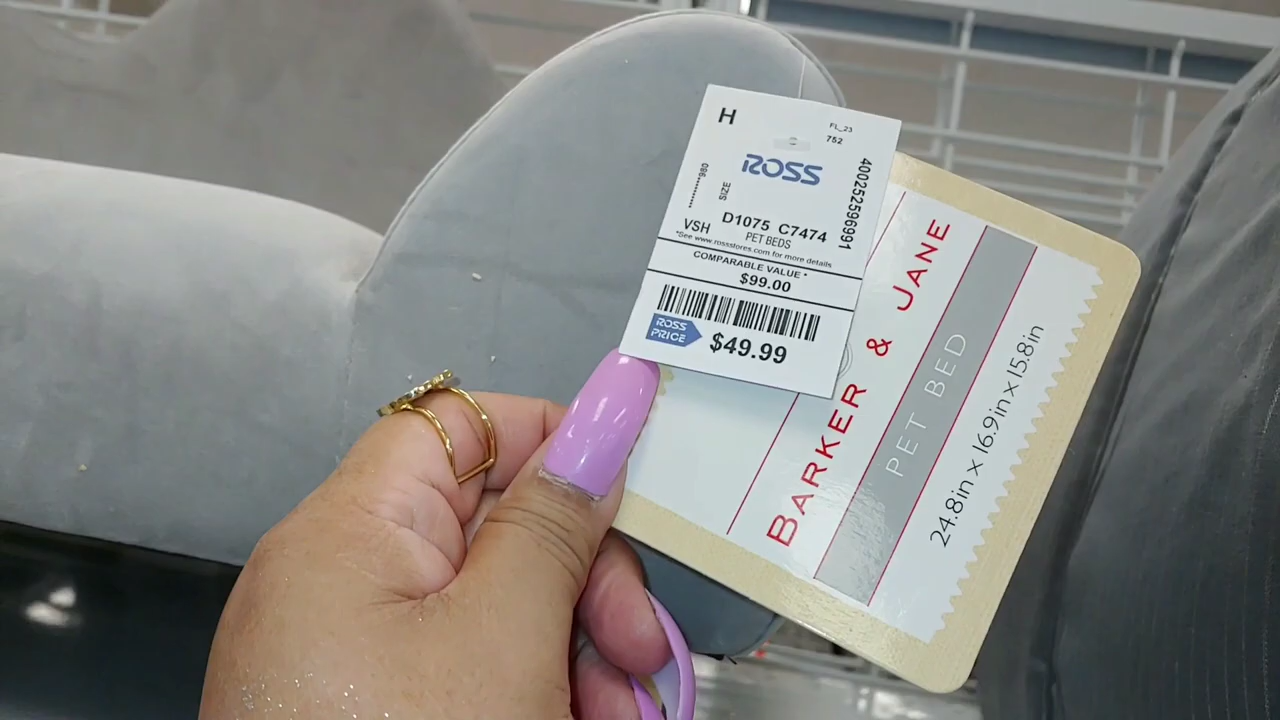 H
FL_23
752
ROSS
SIZE
400252596991
D1075 C7474
VSH
PET BEDS
*See www.rossstores.com for more details
COMPARABLE VALUE *
$99.00
ROSS
PRICE
$49.99
BARKER & JANE
PET BED
24.8in x 16.9in x 15.8in